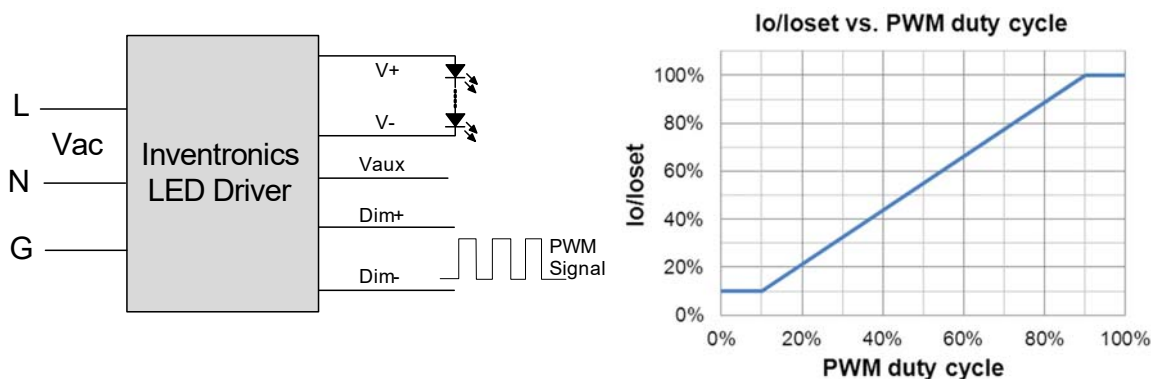 L
Vac
N
G
Inventronics
LED Driver
V+
V-
Vaux
Dim+
Dim-
PWM
Signal
Io/Ioset vs. PWM duty cycle
100%
80%
60%
40%
20%
0%
Io/Ioset
0% 20% 40% 60% 80% 100%
PWM duty cycle